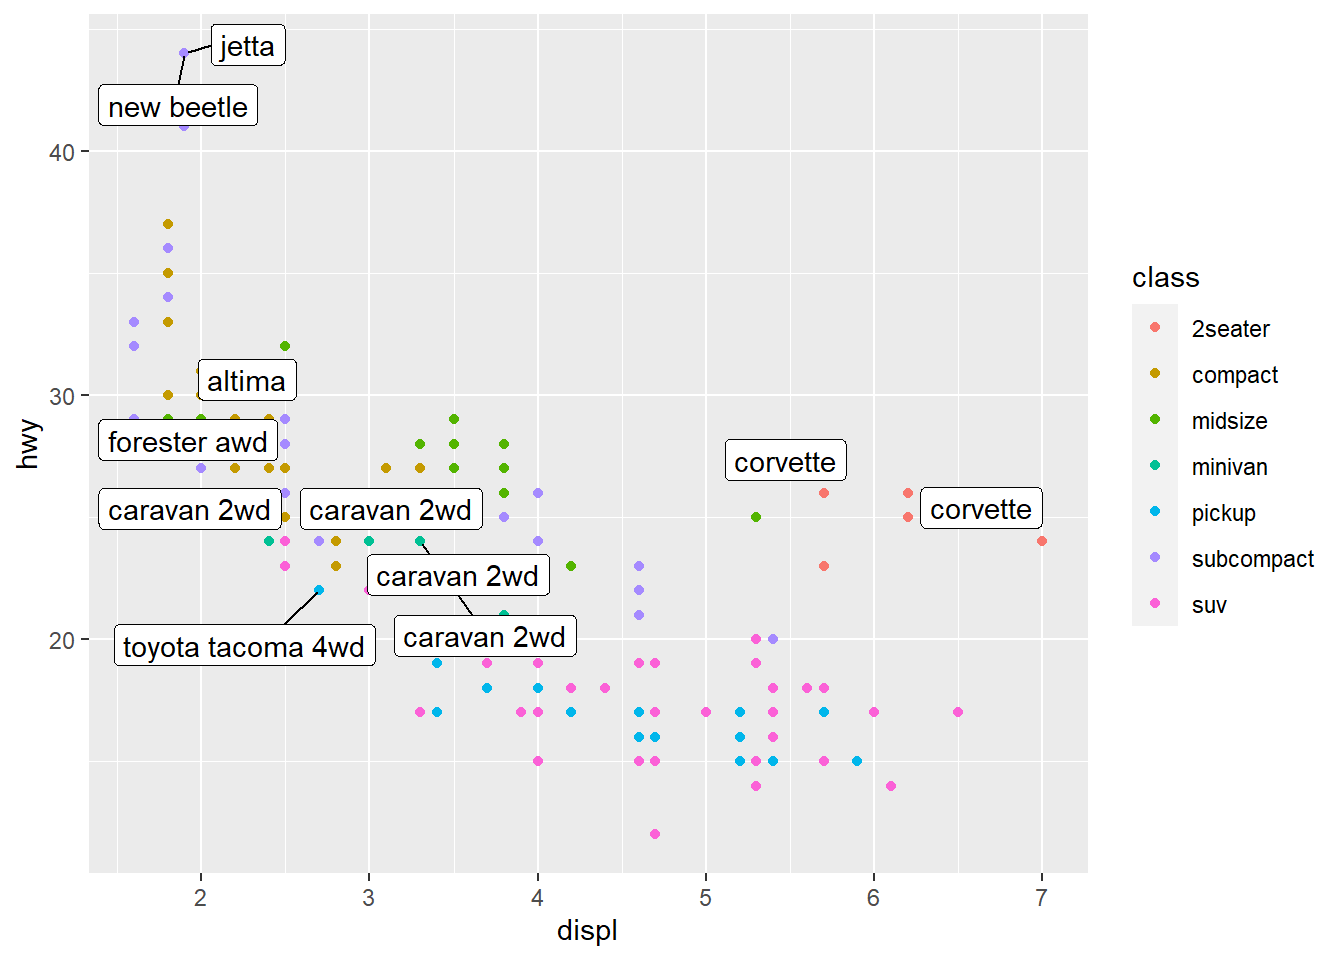 jetta
new beetle
40
altima
30
forester awd
corvette
caravan 2wd
caravan 2wd
corvette
caravan 2wd
caravan 2wd
toyota tacoma 4wd
20
hwy
2
3
4
5
6
7
displ
class
2seater
compact
midsize
minivan
pickup
subcompact
suv